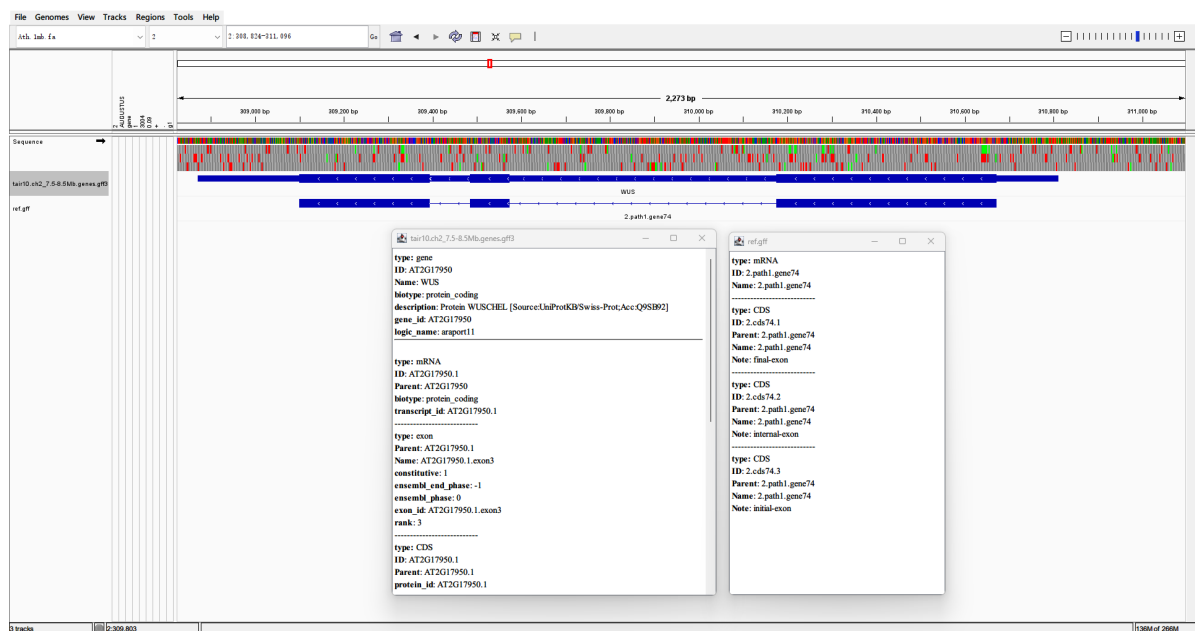 File Genomes View Tracks Regions Tools Help
Ath.1mb.fa 2 2:308,824-311,096 Go
2,273 bp
309,000 bp 309,200 bp 309,400 bp 309,600 bp 309,800 bp 310,000 bp 310,200 bp 310,400 bp 310,600 bp 310,800 bp 311,000 bp
2
AUGUSTUS
gene
1
3004
0.09
+
.
g1
Sequence
tair10.ch2_7.5-8.5Mb.genes.gff3
WUS
ref.gff
2.path1.gene74
tair10.ch2_7.5-8.5Mb.genes.gff3
type: gene
ID: AT2G17950
Name: WUS
biotype: protein_coding
description: Protein WUSCHEL [Source:UniProtKB/Swiss-Prot;Acc:Q9SB92]
gene_id: AT2G17950
logic_name: araport11
type: mRNA
ID: AT2G17950.1
Parent: AT2G17950
biotype: protein_coding
transcript_id: AT2G17950.1
---------------------------
type: exon
Parent: AT2G17950.1
Name: AT2G17950.1.exon3
constitutive: 1
ensembl_end_phase: -1
ensembl_phase: 0
exon_id: AT2G17950.1.exon3
rank: 3
---------------------------
type: CDS
ID: AT2G17950.1
Parent: AT2G17950.1
protein_id: AT2G17950.1
ref.gff
type: mRNA
ID: 2.path1.gene74
Name: 2.path1.gene74
---------------------------
type: CDS
ID: 2.cds74.1
Parent: 2.path1.gene74
Name: 2.path1.gene74
Note: final-exon
---------------------------
type: CDS
ID: 2.cds74.2
Parent: 2.path1.gene74
Name: 2.path1.gene74
Note: internal-exon
---------------------------
type: CDS
ID: 2.cds74.3
Parent: 2.path1.gene74
Name: 2.path1.gene74
Note: initial-exon
3 tracks 2:309,803 136M of 266M